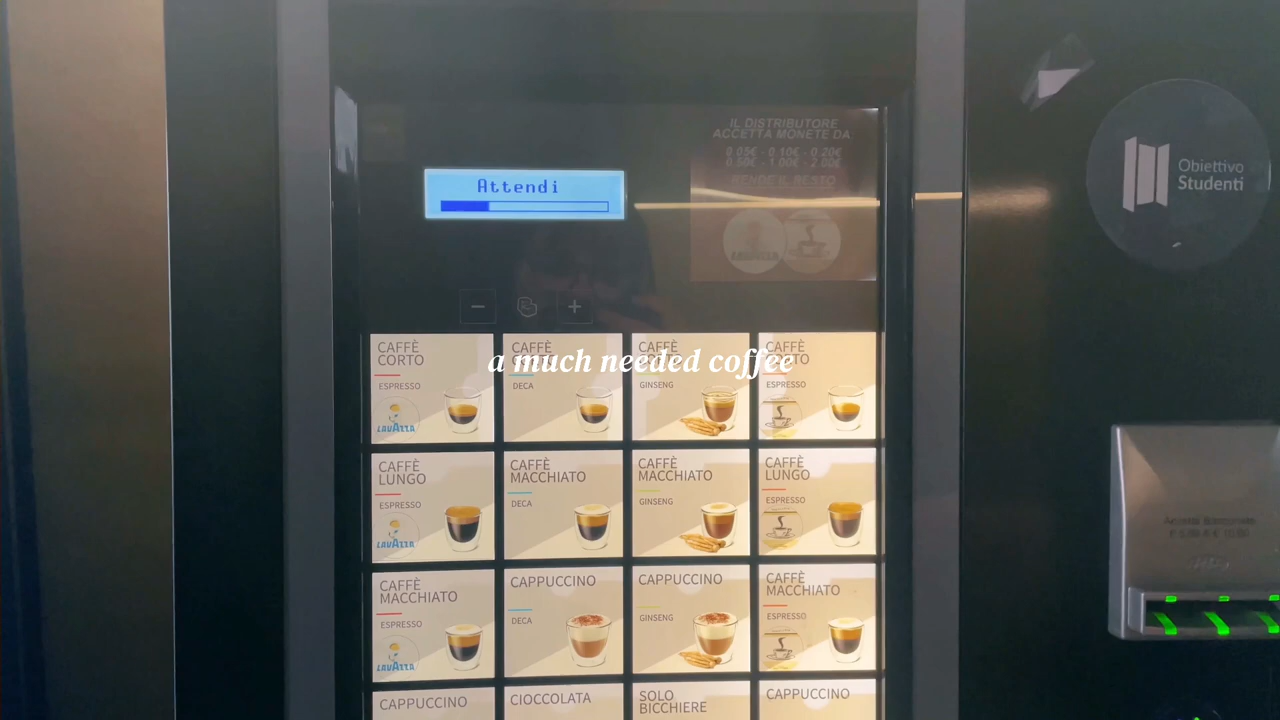 IL DISTRIBUTORE
ACCETTA MONETE DA:
0.05€ - 0.10€ - 0.20€
0.50€ - 1.00€ - 2.00€
RENDE IL RESTO
LAVAZZA
Attendi
Obiettivo
Studenti
−
+
a much needed coffee
CAFFÈ
CORTO
ESPRESSO
LAVAZZA
CAFFÈ
DECA
CAFFÈ
GINSENG
CAFFÈ
CORTO
ESPRESSO
CAFFÈ
LUNGO
ESPRESSO
LAVAZZA
CAFFÈ
MACCHIATO
DECA
CAFFÈ
MACCHIATO
GINSENG
CAFFÈ
LUNGO
ESPRESSO
CAFFÈ
MACCHIATO
ESPRESSO
LAVAZZA
CAPPUCCINO
DECA
CAPPUCCINO
GINSENG
CAFFÈ
MACCHIATO
ESPRESSO
CAPPUCCINO
CIOCCOLATA
SOLO
BICCHIERE
CAPPUCCINO